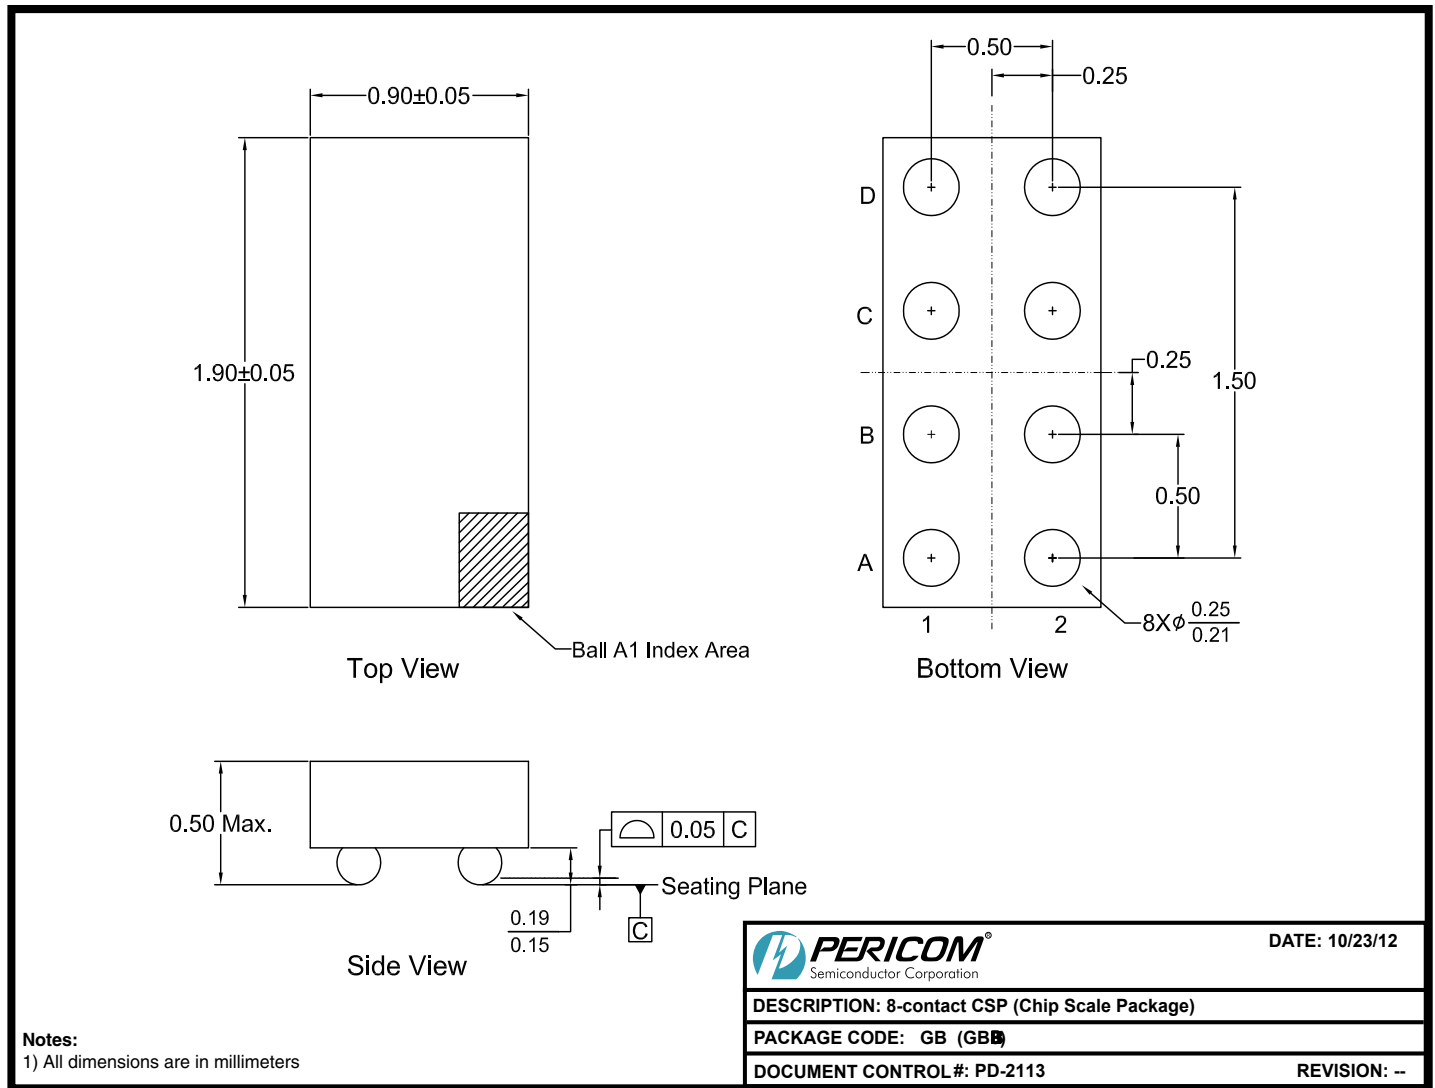 0.90±0.05
1.90±0.05
Ball A1 Index Area
Top View
0.50
0.25
D
C
B
A
0.25
1.50
0.50
1
2
8X⌀ 0.25
0.21
Bottom View
0.50 Max.
0.05 C
Seating Plane
C
0.19
0.15
Side View
PERICOM®
Semiconductor Corporation
DATE: 10/23/12
DESCRIPTION: 8-contact CSP (Chip Scale Package)
PACKAGE CODE: GB
DOCUMENT CONTROL#: PD-2113
REVISION: --
Notes:
1) All dimensions are in millimeters